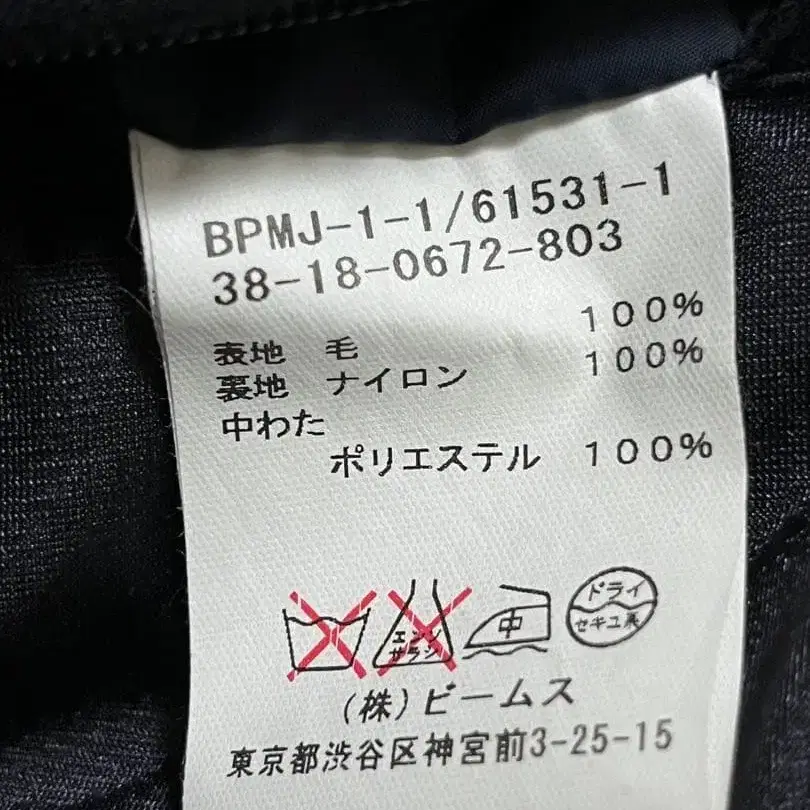 BPMJ-1-1/61531-1
38-18-0672-803
表地 毛 100%
裏地 ナイロン 100%
中わた
ポリエステル 100%
エンソ
サラシ
中
ドライ
セキユ系
(株)ビームス
東京都渋谷区神宮前3-25-15